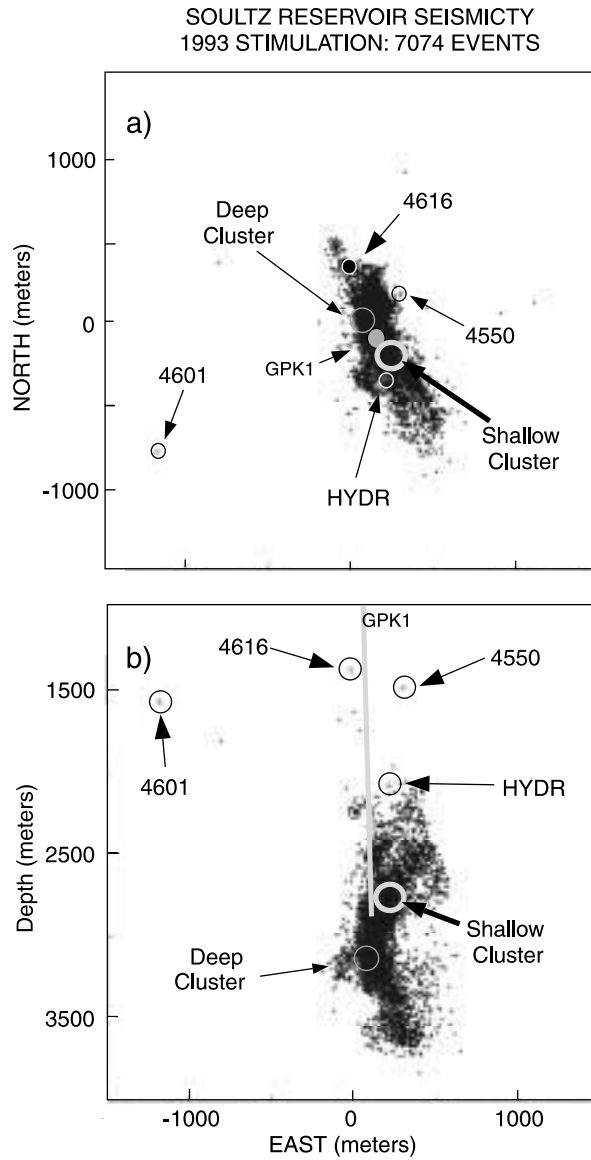 SOULTZ RESERVOIR SEISMICTY
1993 STIMULATION: 7074 EVENTS
a)
1000
0
-1000
NORTH (meters)
Deep
Cluster
4616
4550
GPK1
4601
HYDR
Shallow
Cluster
b)
GPK1
4616
4550
1500
4601
HYDR
2500
Depth (meters)
Deep
Cluster
Shallow
Cluster
3500
-1000
0
1000
EAST (meters)